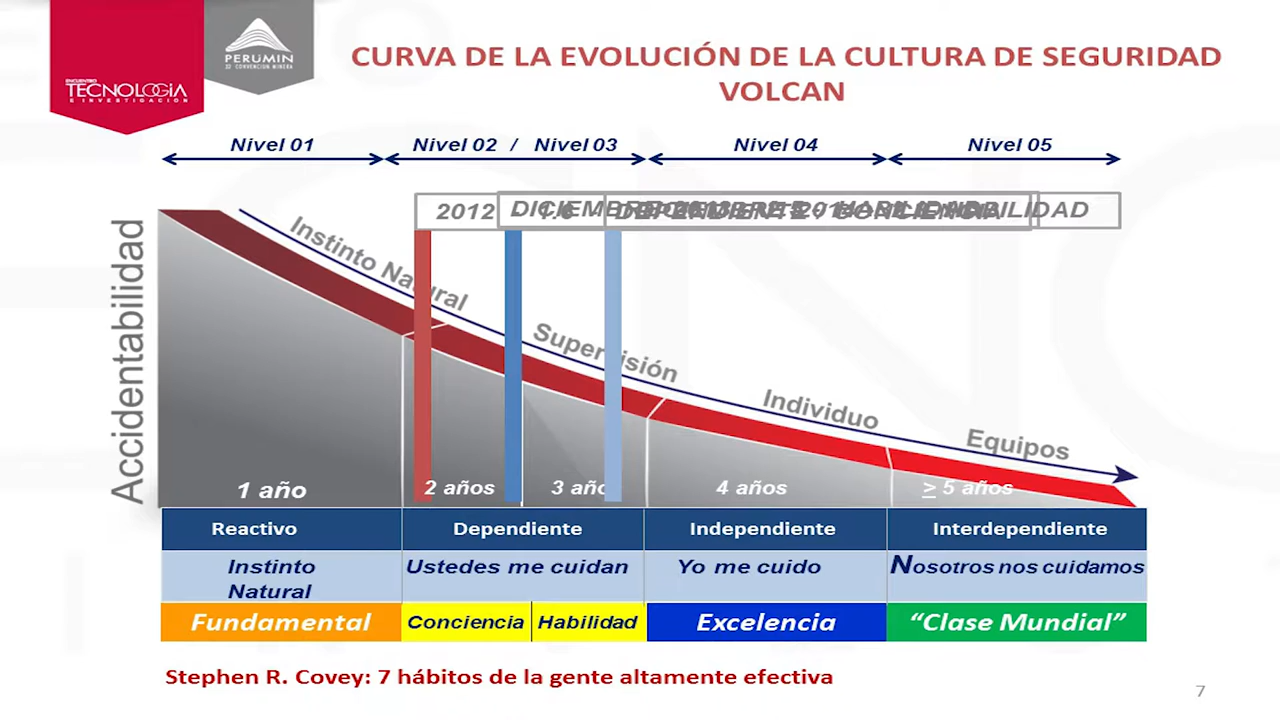 ENCUENTRO
TECNOLOGÍA
E INVESTIGACIÓN
PERUMIN
32 CONVENCIÓN MINERA
CURVA DE LA EVOLUCIÓN DE LA CULTURA DE SEGURIDAD
VOLCAN
Nivel 01
Nivel 02 / Nivel 03
Nivel 04
Nivel 05
2012
DICIEMBRE
Accidentabilidad
Instinto Natural
Supervisión
Individuo
Equipos
1 año
2 años
3 año
4 años
≥ 5 años
Reactivo
Dependiente
Independiente
Interdependiente
Instinto
Natural
Ustedes me cuidan
Yo me cuido
Nosotros nos cuidamos
Fundamental
Conciencia
Habilidad
Excelencia
“Clase Mundial”
Stephen R. Covey: 7 hábitos de la gente altamente efectiva
7